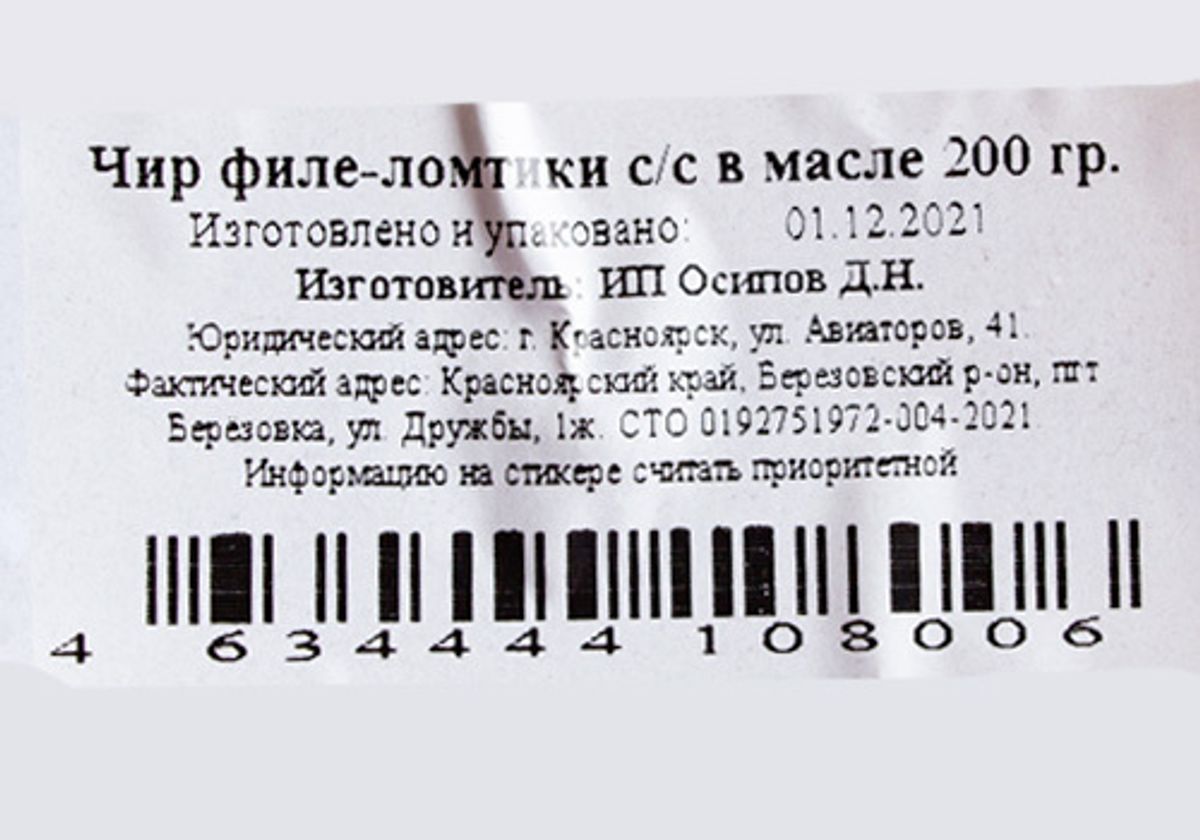 Чир филе-ломтики с/с в масле 200 гр.
Изготовлено и упаковано: 01.12.2021
Изготовитель: ИП Осипов Д.Н.
Юридический адрес: г. Красноярск, ул. Авиаторов, 41.
Фактический адрес: Красноярский край, Березовский р-он, пгт
Березовка, ул. Дружбы, 1ж. СТО 0192751972-004-2021.
Информацию на стикере считать приоритетной
4 634444 108006